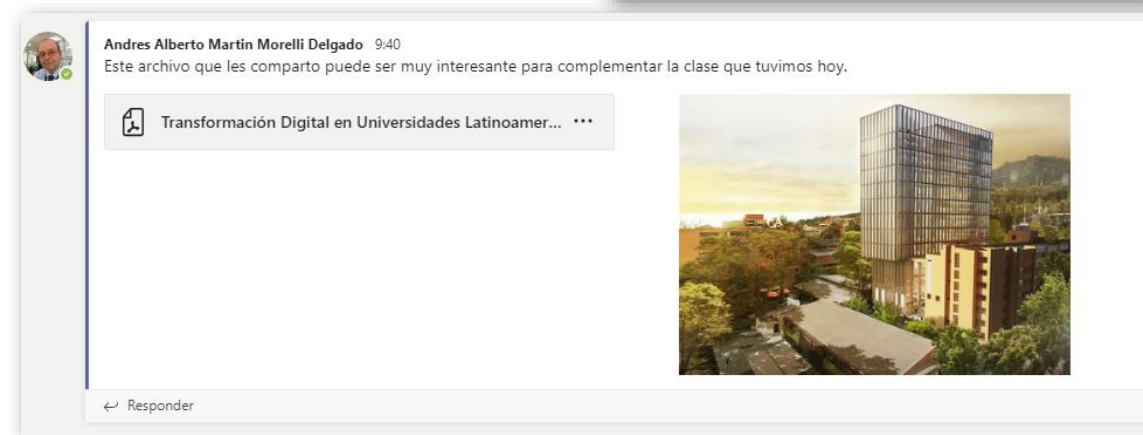 Andres Alberto Martin Morelli Delgado 9:40
Este archivo que les comparto puede ser muy interesante para complementar la clase que tuvimos hoy.
Transformación Digital en Universidades Latinoamer... ···
Responder